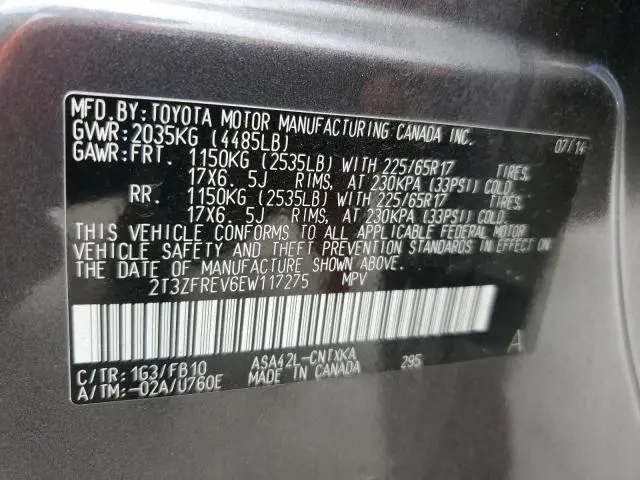 MFD.BY:TOYOTA MOTOR MANUFACTURING CANADA INC.
GVWR:2035KG (4485LB) 07/14
GAWR:FRT. 1150KG (2535LB) WITH 225/65R17 TIRES,
17X6.5J RIMS, AT 230KPA (33PSI) COLD.
RR. 1150KG (2535LB) WITH 225/65R17 TIRES,
17X6.5J RIMS, AT 230KPA (33PSI) COLD.
THIS VEHICLE CONFORMS TO ALL APPLICABLE FEDERAL MOTOR
VEHICLE SAFETY AND THEFT PREVENTION STANDARDS IN EFFECT ON
THE DATE OF MANUFACTURE SHOWN ABOVE.
2T3ZFREV6EW117275 MPV
A
C/TR:1G3/FB10 ASA42L-CNTXKA 295
A/TM:-02A/U760E MADE IN CANADA